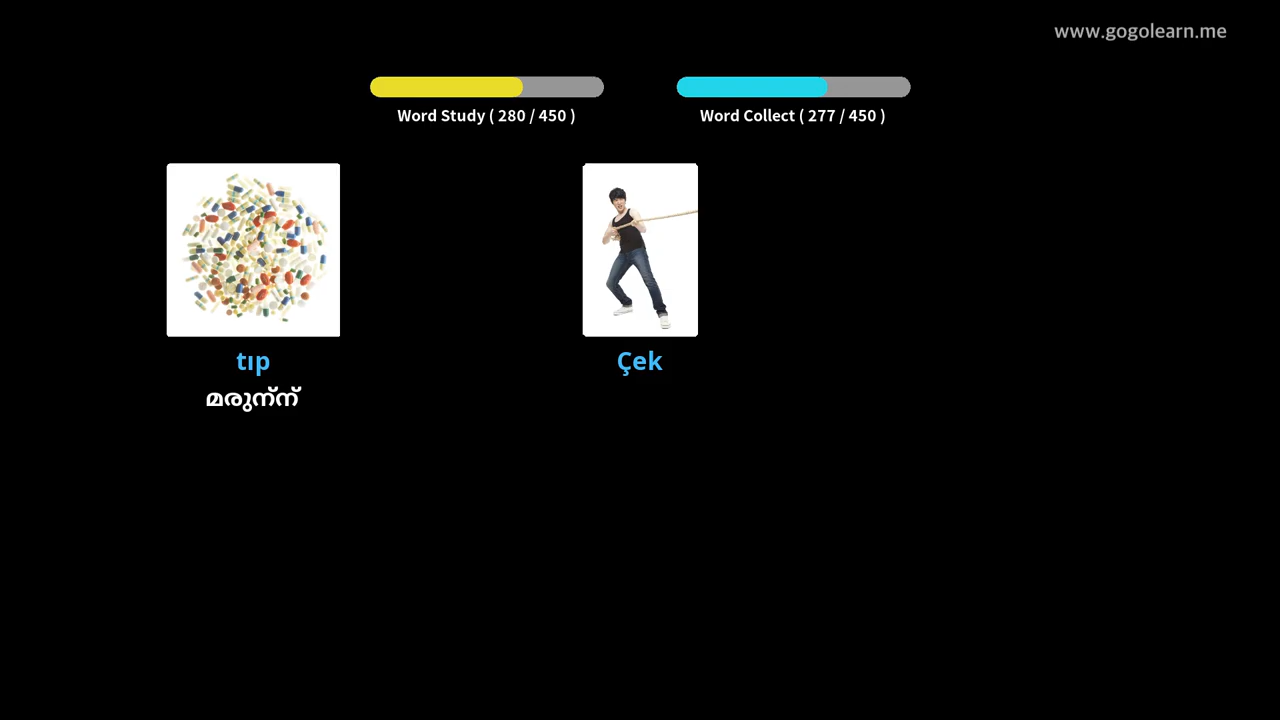 www.gogolearn.me
Word Study ( 280 / 450 )
Word Collect ( 277 / 450 )
tıp
Çek
മരുന്ന്